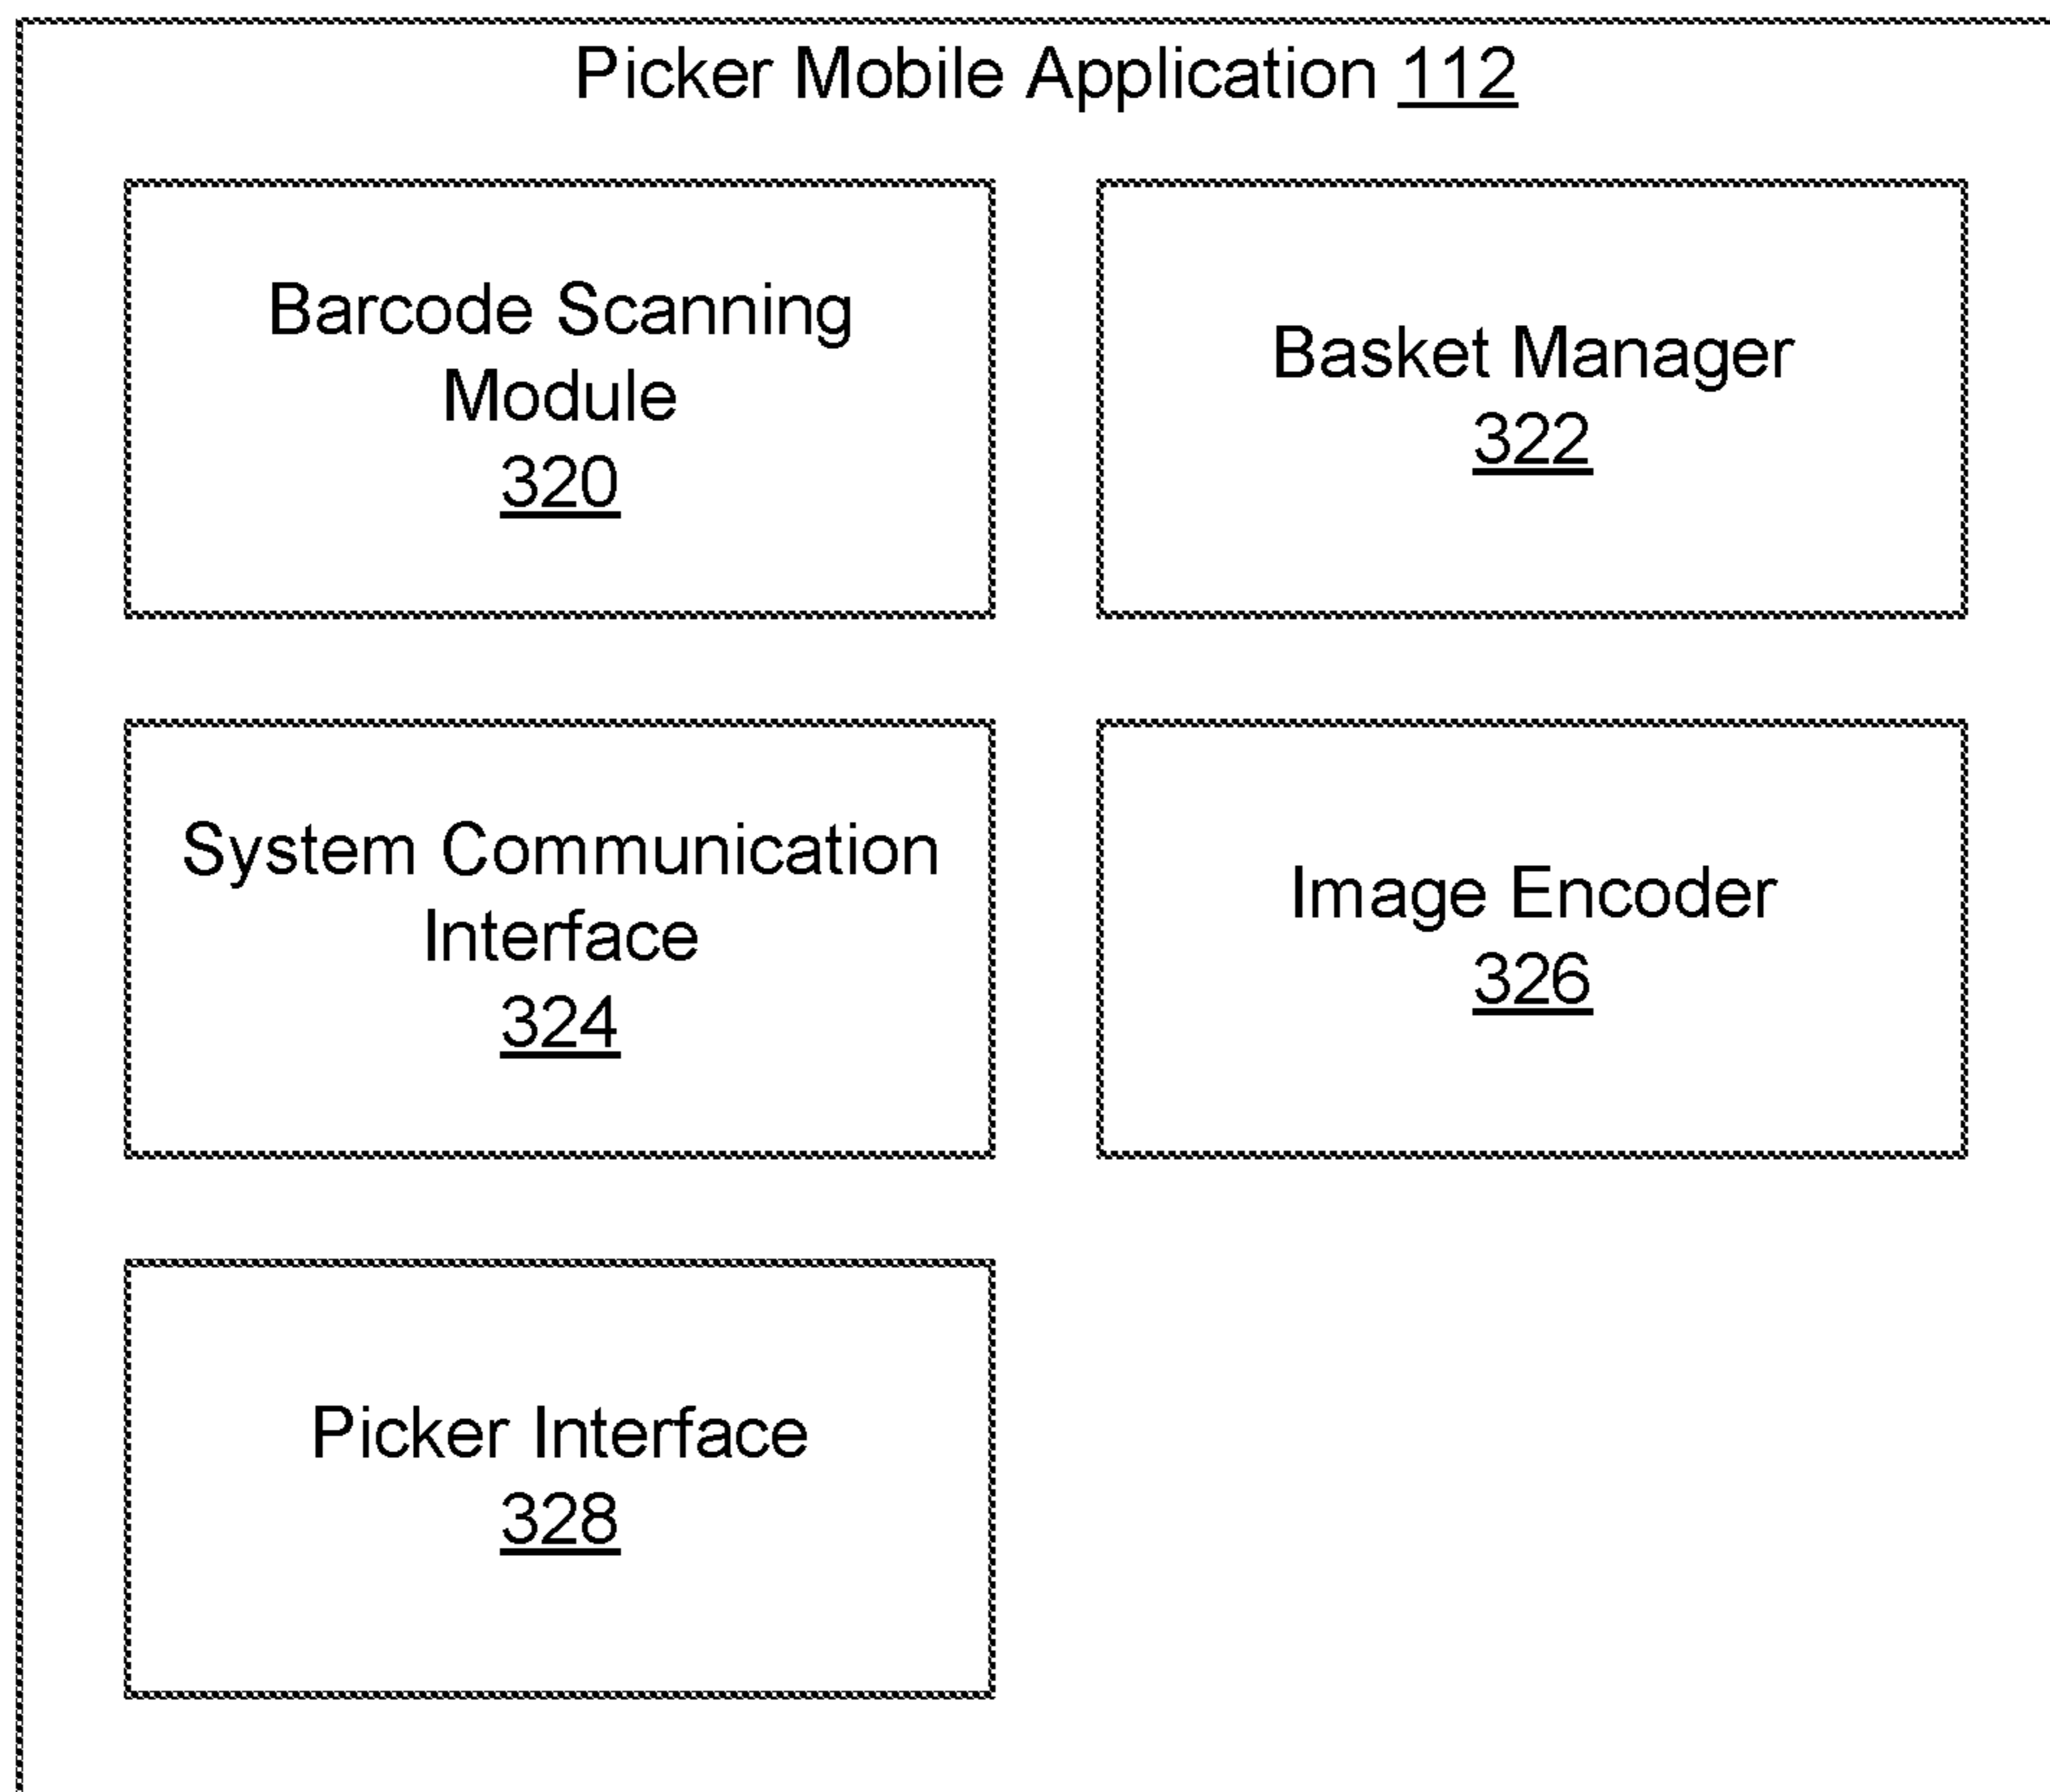 Picker Mobile Application 112
Barcode Scanning
Module
320
Basket Manager
322
System Communication
Interface
324
Image Encoder
326
Picker Interface
328